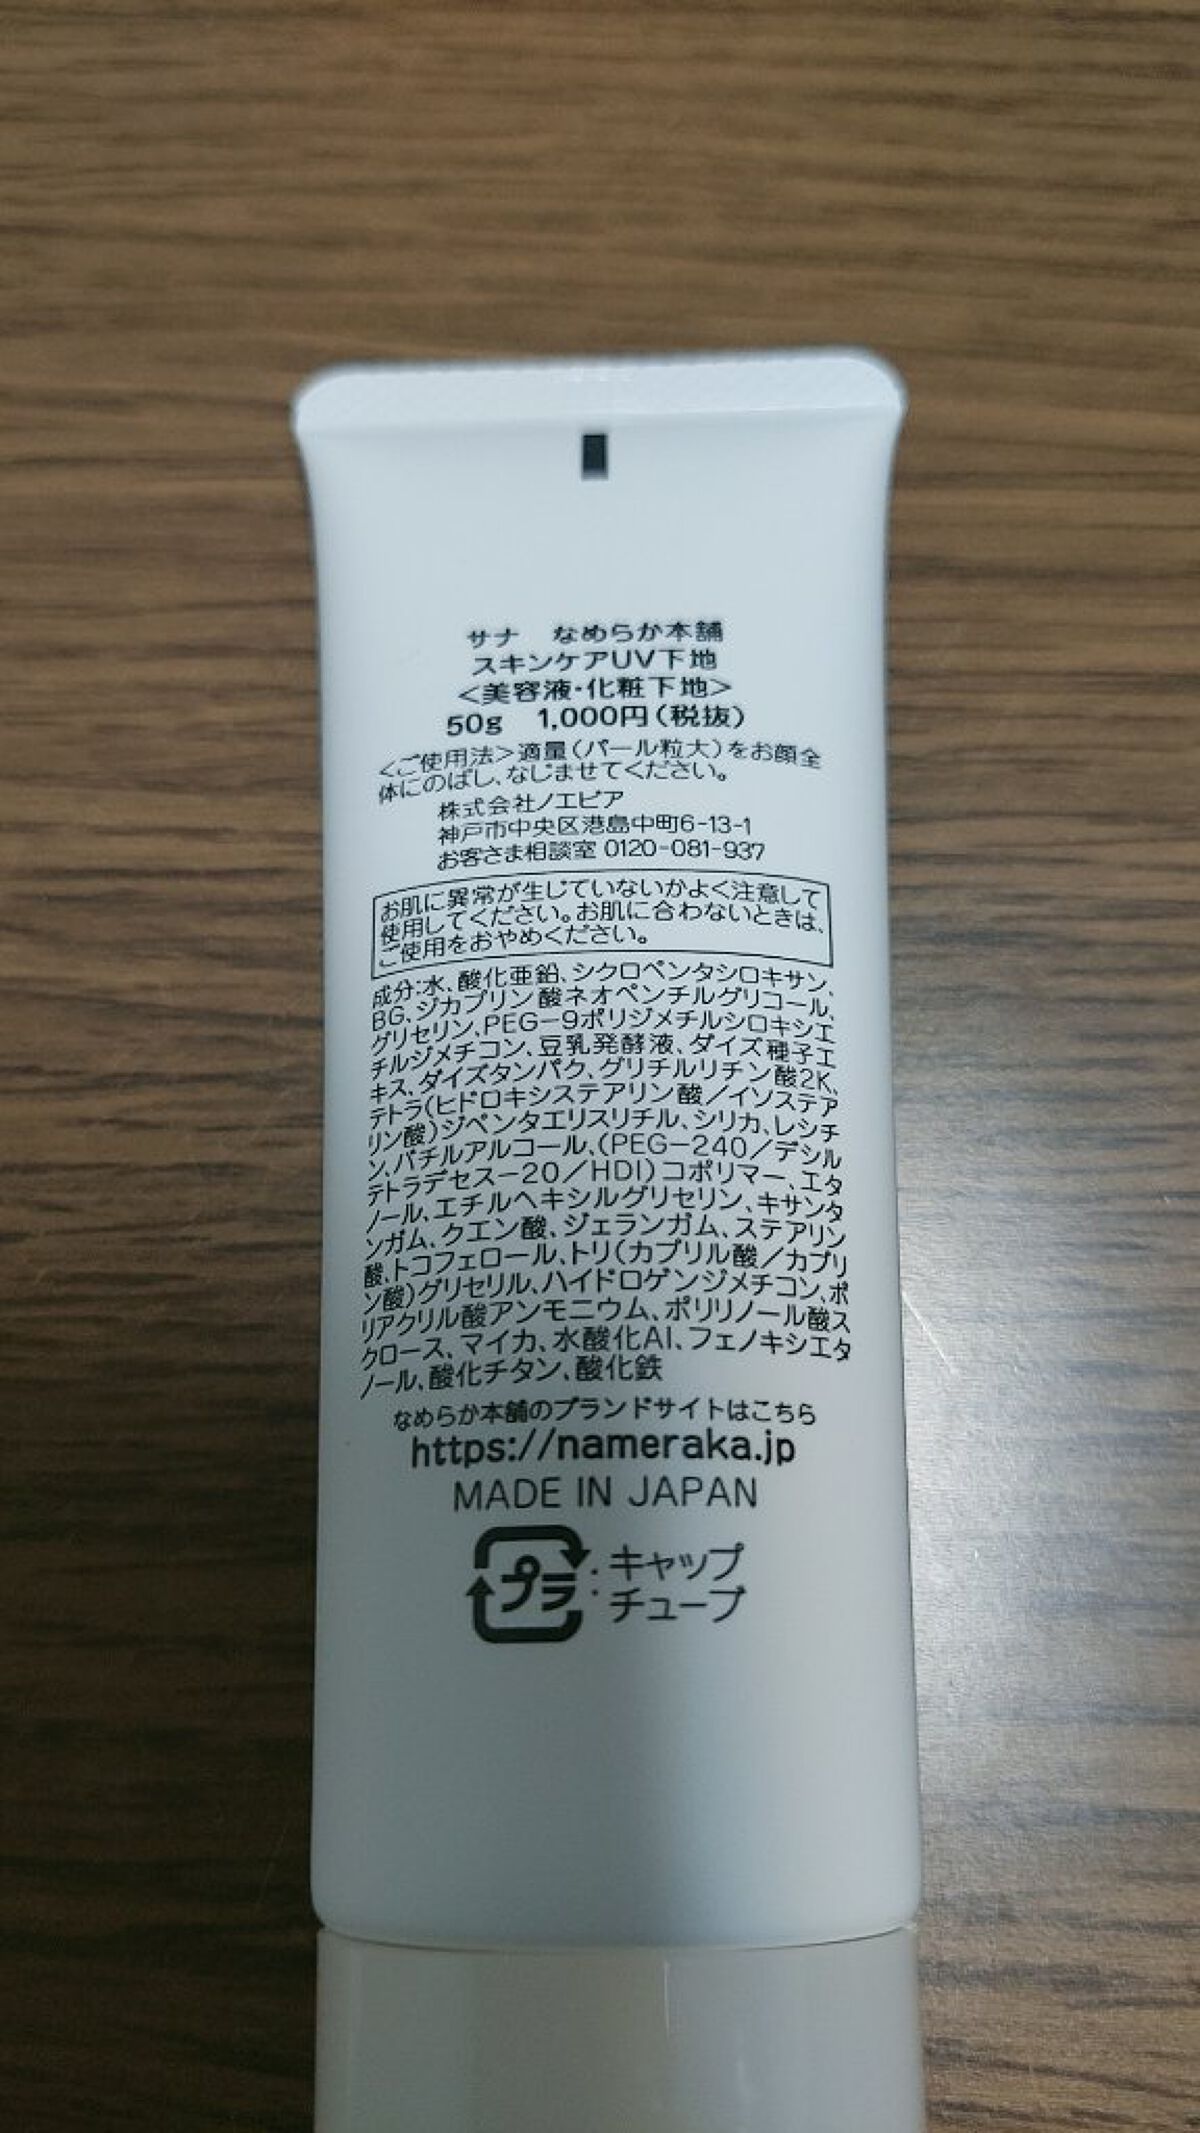 サナ　なめらか本舗
スキンケアUV下地
＜美容液・化粧下地＞
50g　1,000円（税抜）
＜ご使用法＞適量（パール粒大）をお顔全
体にのばし、なじませてください。
株式会社ノエビア
神戸市中央区港島中町6-13-1
お客さま相談室 0120-081-937
お肌に異常が生じていないかよく注意して
使用してください。お肌に合わないときは、
ご使用をおやめください。
成分：水、酸化亜鉛、シクロペンタシロキサン、
BG、ジカプリン酸ネオペンチルグリコール、
グリセリン、PEG－9ポリジメチルシロキシエ
チルジメチコン、豆乳発酵液、ダイズ種子エ
キス、ダイズタンパク、グリチルリチン酸2K、
テトラ（ヒドロキシステアリン酸／イソステア
リン酸）ジペンタエリスリチル、シリカ、レシチ
ン、バチルアルコール、（PEG－240／デシル
テトラデセス－20／HDI）コポリマー、エタ
ノール、エチルヘキシルグリセリン、キサンタ
ンガム、クエン酸、ジェランガム、ステアリン
酸、トコフェロール、トリ（カプリル酸／カプリ
ン酸）グリセリル、ハイドロゲンジメチコン、ポ
リアクリル酸アンモニウム、ポリリノール酸ス
クロース、マイカ、水酸化Al、フェノキシエタ
ノール、酸化チタン、酸化鉄
なめらか本舗のブランドサイトはこちら
https://nameraka.jp
MADE IN JAPAN
プラ：キャップ
チューブ